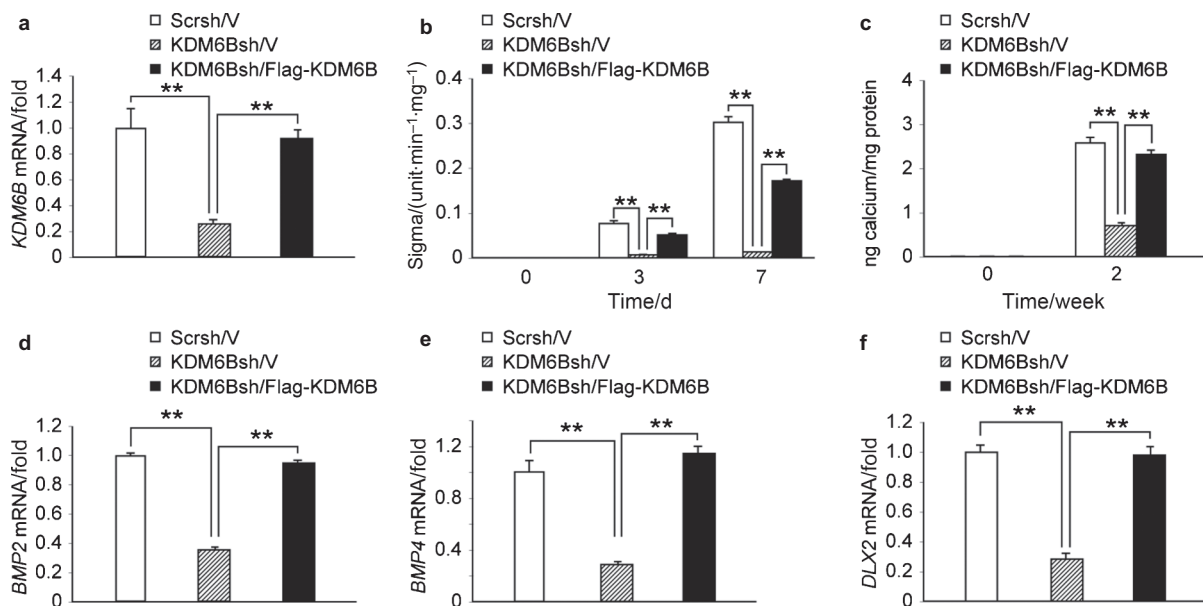 a
Scrsh/V
KDM6Bsh/V
KDM6Bsh/Flag-KDM6B
KDM6B mRNA/fold
1.4
1.2
1.0
0.8
0.6
0.4
0.2
0
**
**
b
Scrsh/V
KDM6Bsh/V
KDM6Bsh/Flag-KDM6B
Sigma/(unit·min⁻¹·mg⁻¹)
0.4
0.3
0.2
0.1
0
**
**
**
**
0 3 7
Time/d
c
Scrsh/V
KDM6Bsh/V
KDM6Bsh/Flag-KDM6B
ng calcium/mg protein
4
3
2
1
0
** **
0 2
Time/week
d
Scrsh/V
KDM6Bsh/V
KDM6Bsh/Flag-KDM6B
BMP2 mRNA/fold
1.2
1.0
0.8
0.6
0.4
0.2
0
**
**
e
Scrsh/V
KDM6Bsh/V
KDM6Bsh/Flag-KDM6B
BMP4 mRNA/fold
1.2
0.8
0.4
0
** **
f
Scrsh/V
KDM6Bsh/V
KDM6Bsh/Flag-KDM6B
DLX2 mRNA/fold
1.2
1.0
0.8
0.6
0.4
0.2
0
**
**